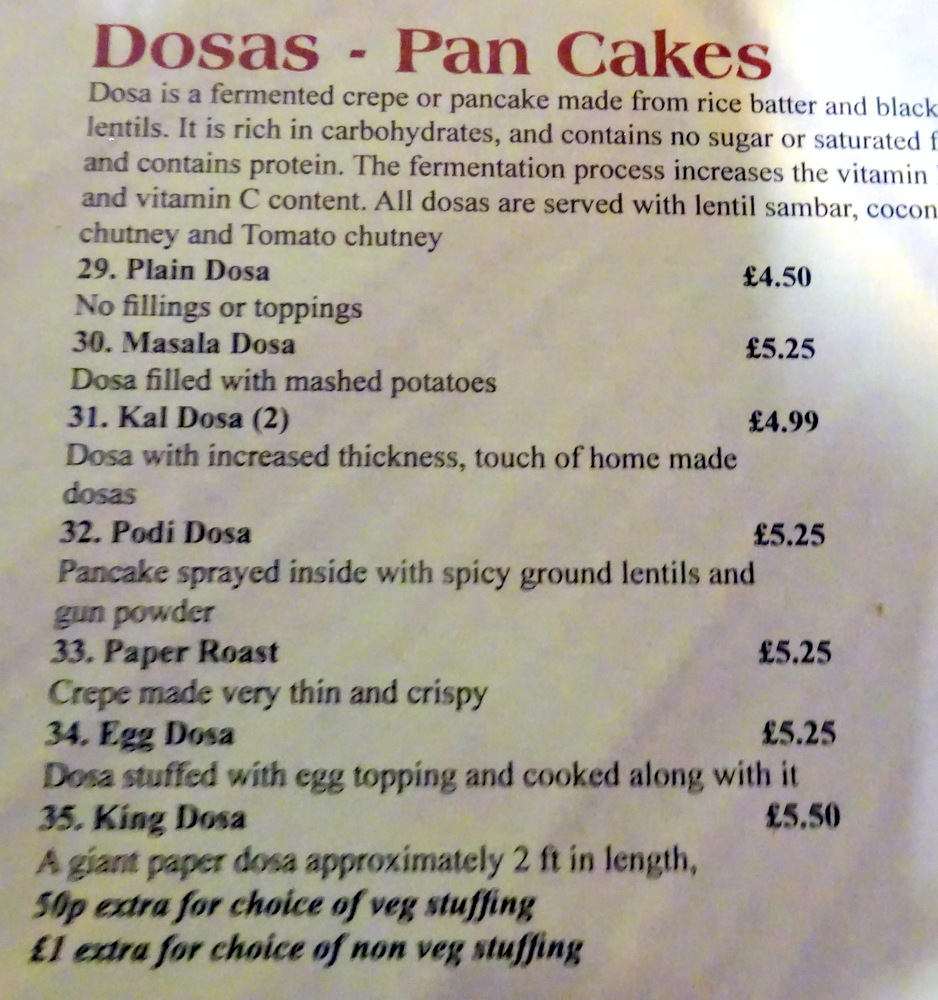 Dosas - Pan Cakes
Dosa is a fermented crepe or pancake made from rice batter and black
lentils. It is rich in carbohydrates, and contains no sugar or saturated f
and contains protein. The fermentation process increases the vitamin
and vitamin C content. All dosas are served with lentil sambar, cocon
chutney and Tomato chutney
29. Plain Dosa £4.50
No fillings or toppings
30. Masala Dosa £5.25
Dosa filled with mashed potatoes
31. Kal Dosa (2) £4.99
Dosa with increased thickness, touch of home made
dosas
32. Podi Dosa £5.25
Pancake sprayed inside with spicy ground lentils and
gun powder
33. Paper Roast £5.25
Crepe made very thin and crispy
34. Egg Dosa £5.25
Dosa stuffed with egg topping and cooked along with it
35. King Dosa £5.50
A giant paper dosa approximately 2 ft in length,
50p extra for choice of veg stuffing
£1 extra for choice of non veg stuffing